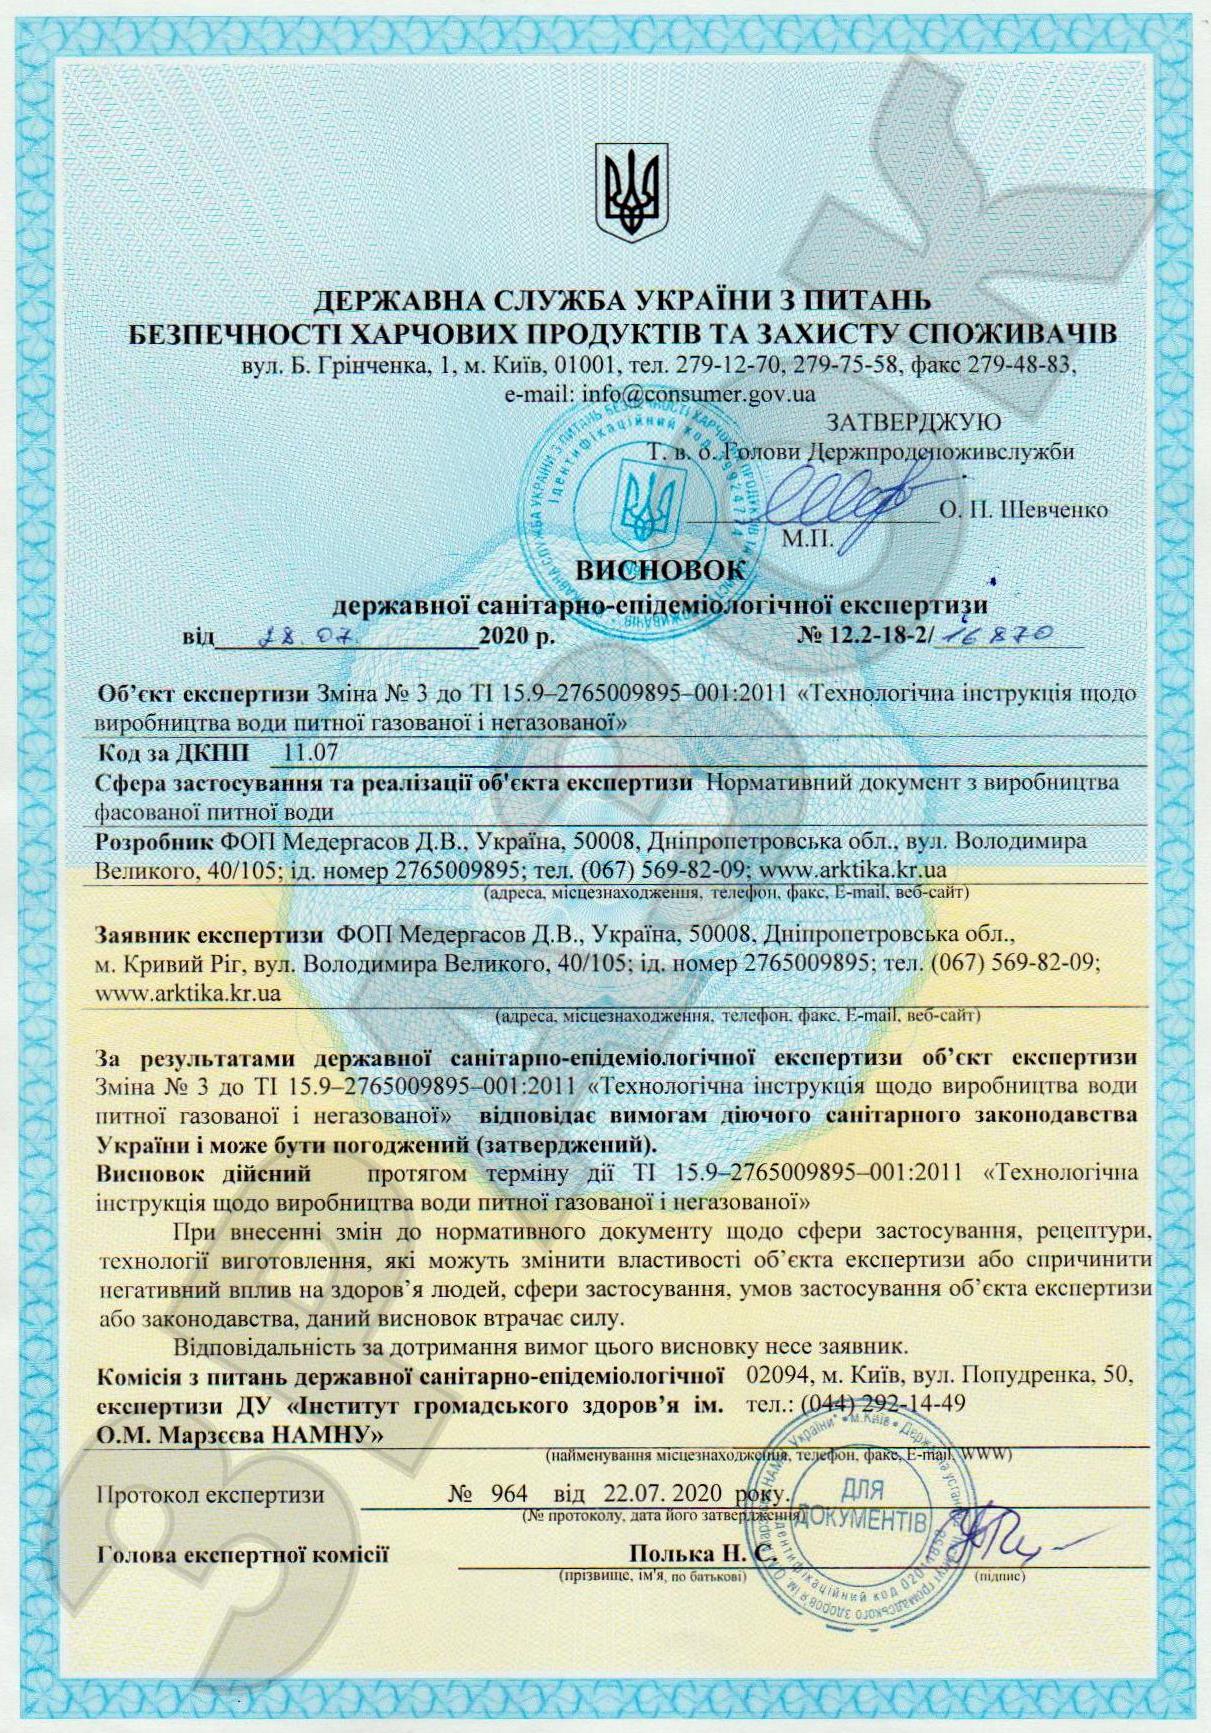 ДЕРЖАВНА СЛУЖБА УКРАЇНИ З ПИТАНЬ
БЕЗПЕЧНОСТІ ХАРЧОВИХ ПРОДУКТІВ ТА ЗАХИСТУ СПОЖИВАЧІВ
вул. Б. Грінченка, 1, м. Київ, 01001, тел. 279-12-70, 279-75-58, факс 279-48-83,
e-mail: info@consumer.gov.ua
ЗАТВЕРДЖУЮ
Т. в. о. Голови Держпродспоживслужби
О. П. Шевченко
М.П.
ВИСНОВОК
державної санітарно-епідеміологічної експертизи
від 28.07. 2020 р. № 12.2-18-2/16870
Об’єкт експертизи Зміна № 3 до ТІ 15.9–2765009895–001:2011 «Технологічна інструкція щодо
виробництва води питної газованої і негазованої»
Код за ДКПП 11.07
Сфера застосування та реалізації об'єкта експертизи Нормативний документ з виробництва
фасованої питної води
Розробник ФОП Медергасов Д.В., Україна, 50008, Дніпропетровська обл., вул. Володимира
Великого, 40/105; ід. номер 2765009895; тел. (067) 569-82-09; www.arktika.kr.ua
(адреса, місцезнаходження, телефон, факс, E-mail, веб-сайт)
Заявник експертизи ФОП Медергасов Д.В., Україна, 50008, Дніпропетровська обл.,
м. Кривий Ріг, вул. Володимира Великого, 40/105; ід. номер 2765009895; тел. (067) 569-82-09;
www.arktika.kr.ua
(адреса, місцезнаходження, телефон, факс, E-mail, веб-сайт)
За результатами державної санітарно-епідеміологічної експертизи об’єкт експертизи
Зміна № 3 до ТІ 15.9–2765009895–001:2011 «Технологічна інструкція щодо виробництва води
питної газованої і негазованої» відповідає вимогам діючого санітарного законодавства
України і може бути погоджений (затверджений).
Висновок дійсний протягом терміну дії ТІ 15.9–2765009895–001:2011 «Технологічна
інструкція щодо виробництва води питної газованої і негазованої»
При внесенні змін до нормативного документу щодо сфери застосування, рецептури,
технології виготовлення, які можуть змінити властивості об’єкта експертизи або спричинити
негативний вплив на здоров’я людей, сфери застосування, умов застосування об’єкта експертизи
або законодавства, даний висновок втрачає силу.
Відповідальність за дотримання вимог цього висновку несе заявник.
Комісія з питань державної санітарно-епідеміологічної 02094, м. Київ, вул. Попудренка, 50,
експертизи ДУ «Інститут громадського здоров’я ім. тел.: (044) 292-14-49
О.М. Марзєєва НАМНУ»
(найменування місцезнаходження, телефон, факс, E-mail, WWW)
Протокол експертизи № 964 від 22.07. 2020 року.
(№ протоколу, дата його затвердження)
ДЛЯ
ДОКУМЕНТІВ
Голова експертної комісії Полька Н. С.
(прізвище, ім'я, по батькові) (підпис)
ЗРАЗОК